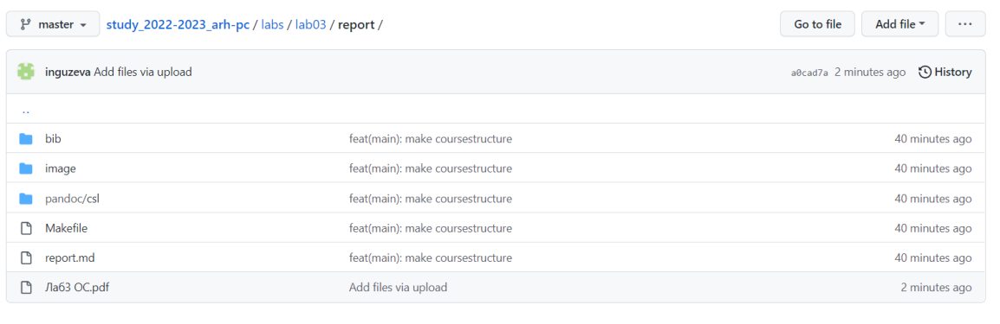 master study_2022-2023_arh-pc / labs / lab03 / report / Go to file Add file ...
inguzeva Add files via upload a0cad7a 2 minutes ago History
..
bib feat(main): make coursestructure 40 minutes ago
image feat(main): make coursestructure 40 minutes ago
pandoc/csl feat(main): make coursestructure 40 minutes ago
Makefile feat(main): make coursestructure 40 minutes ago
report.md feat(main): make coursestructure 40 minutes ago
Лаб3 ОС.pdf Add files via upload 2 minutes ago